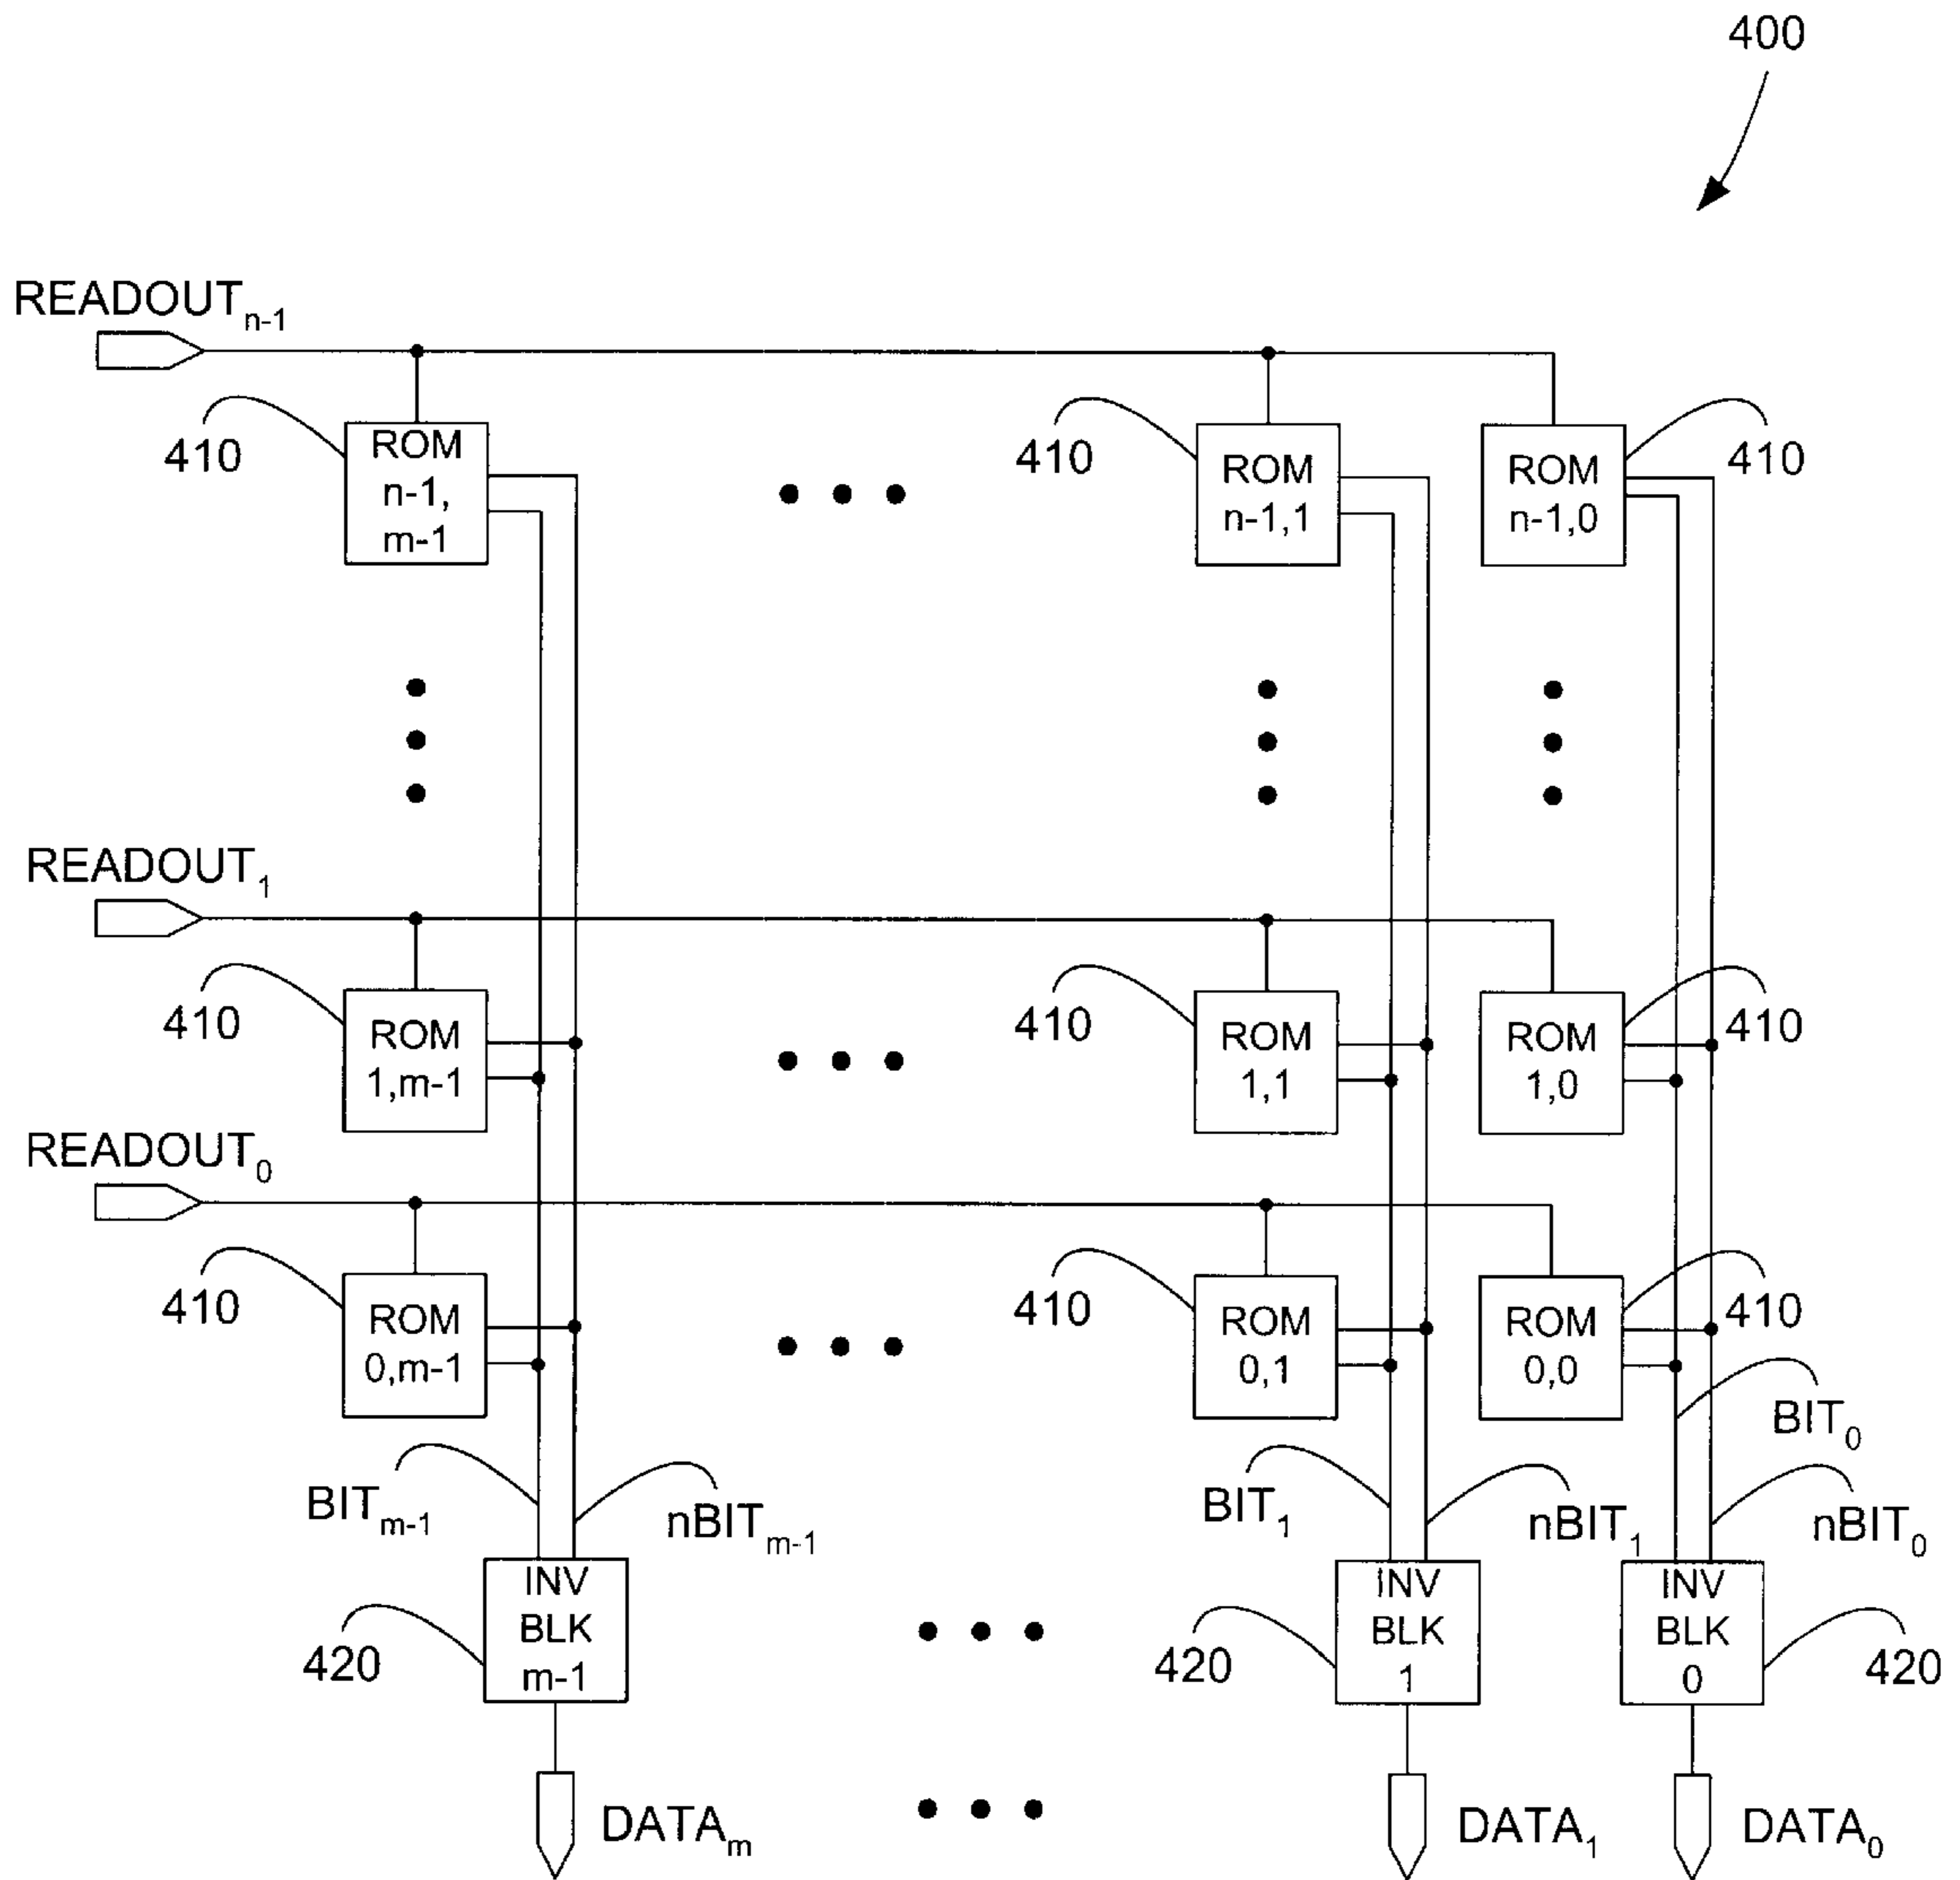 400
READOUTn-1
410
ROM
n-1,
m-1
410
ROM
n-1,1
ROM
n-1,0
410
READOUT1
410
ROM
1,m-1
410
ROM
1,1
ROM
1,0
410
READOUT0
410
ROM
0,m-1
410
ROM
0,1
ROM
0,0
410
BITm-1
nBITm-1
BIT1
nBIT1
BIT0
nBIT0
420
INV
BLK
m-1
420
INV
BLK
1
INV
BLK
0
420
DATAm
DATA1
DATA0